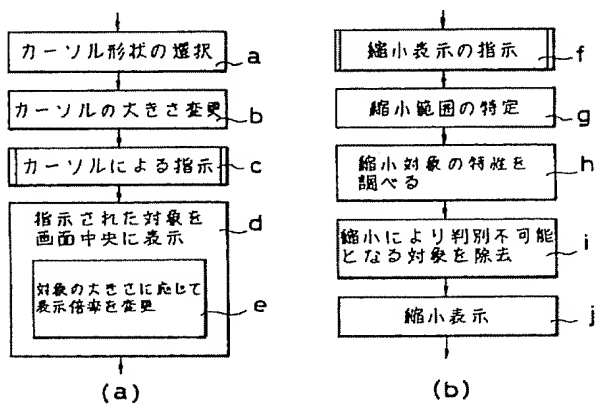 カーソル形状の選択
a
カーソルの大きさ変更
b
カーソルによる指示
c
指示された対象を
画面中央に表示
d
対象の大きさに応じて
表示倍率を変更
e
(a)
縮小表示の指示
f
縮小範囲の特定
g
縮小対象の特性を
調べる
h
縮小により判別不可能
となる対象を除去
i
縮小表示
j
(b)